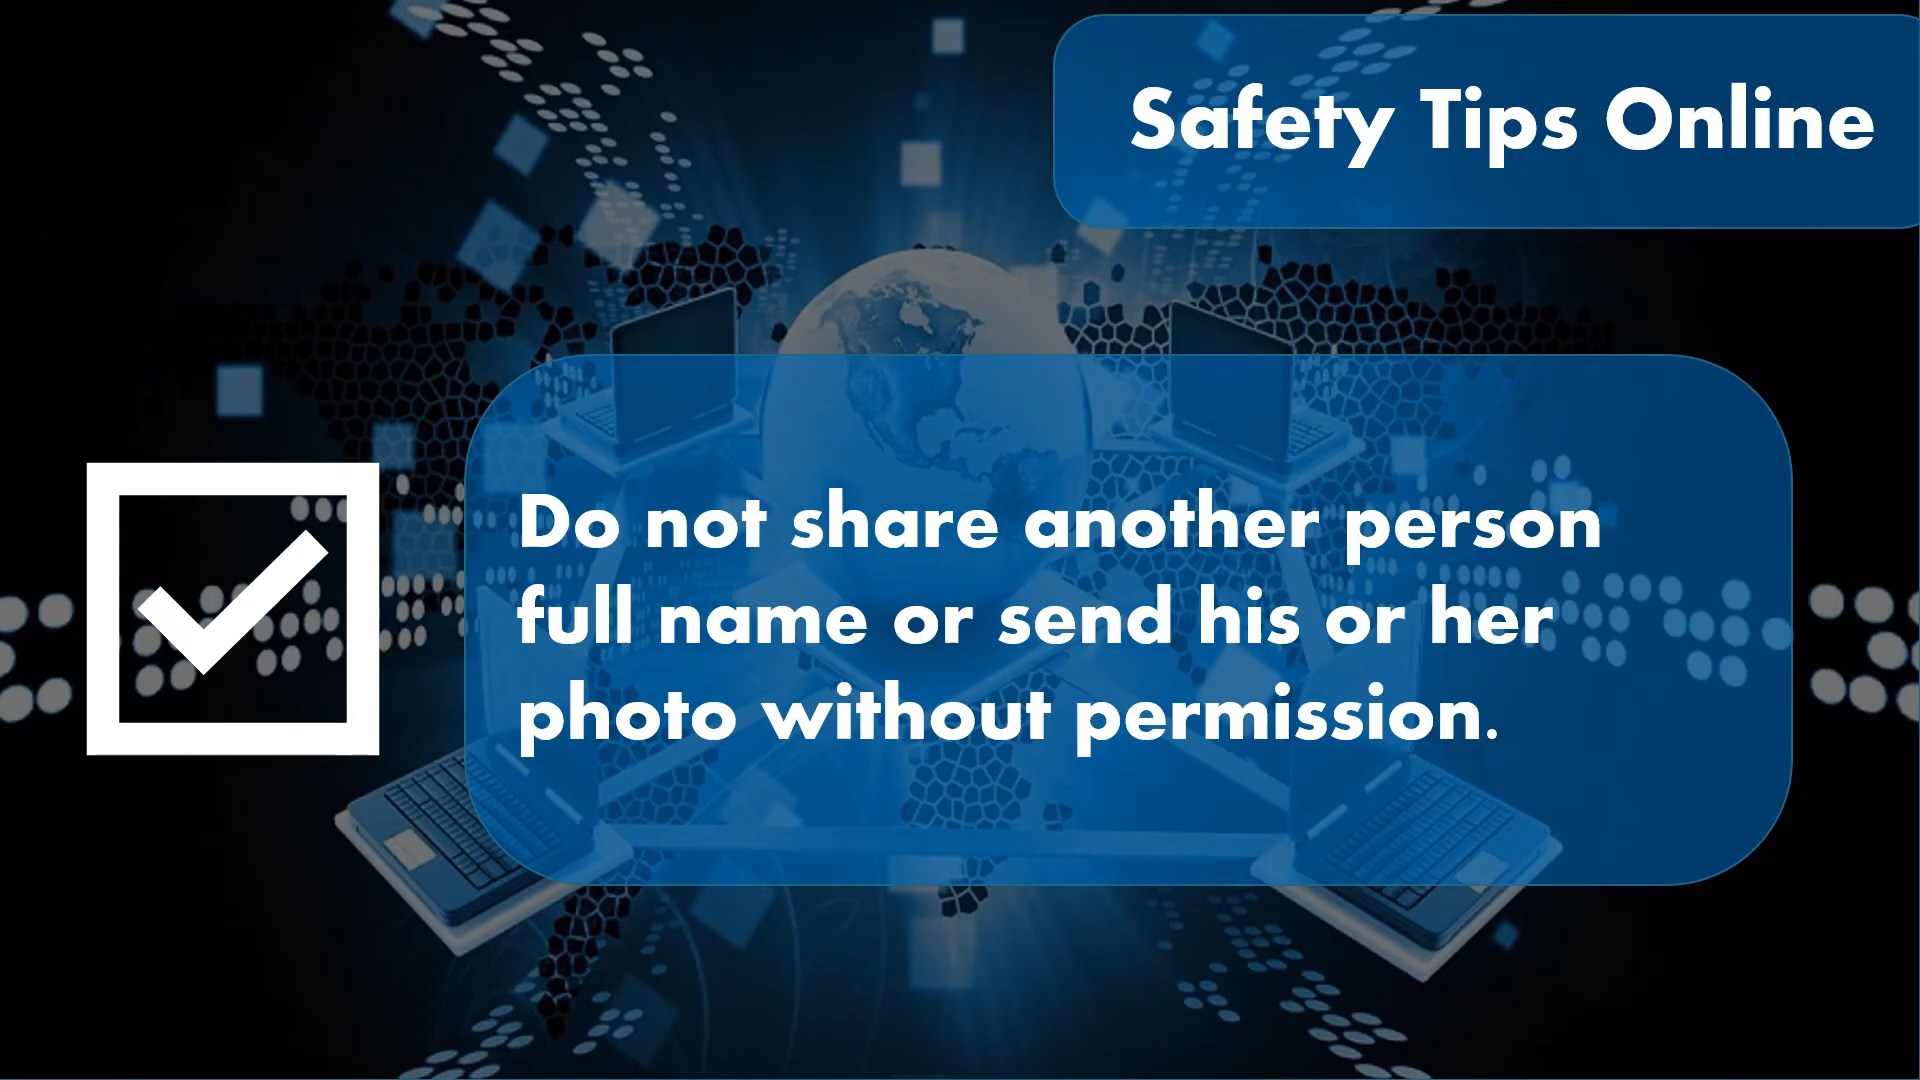 Safety Tips Online
Do not share another person
full name or send his or her
photo without permission.